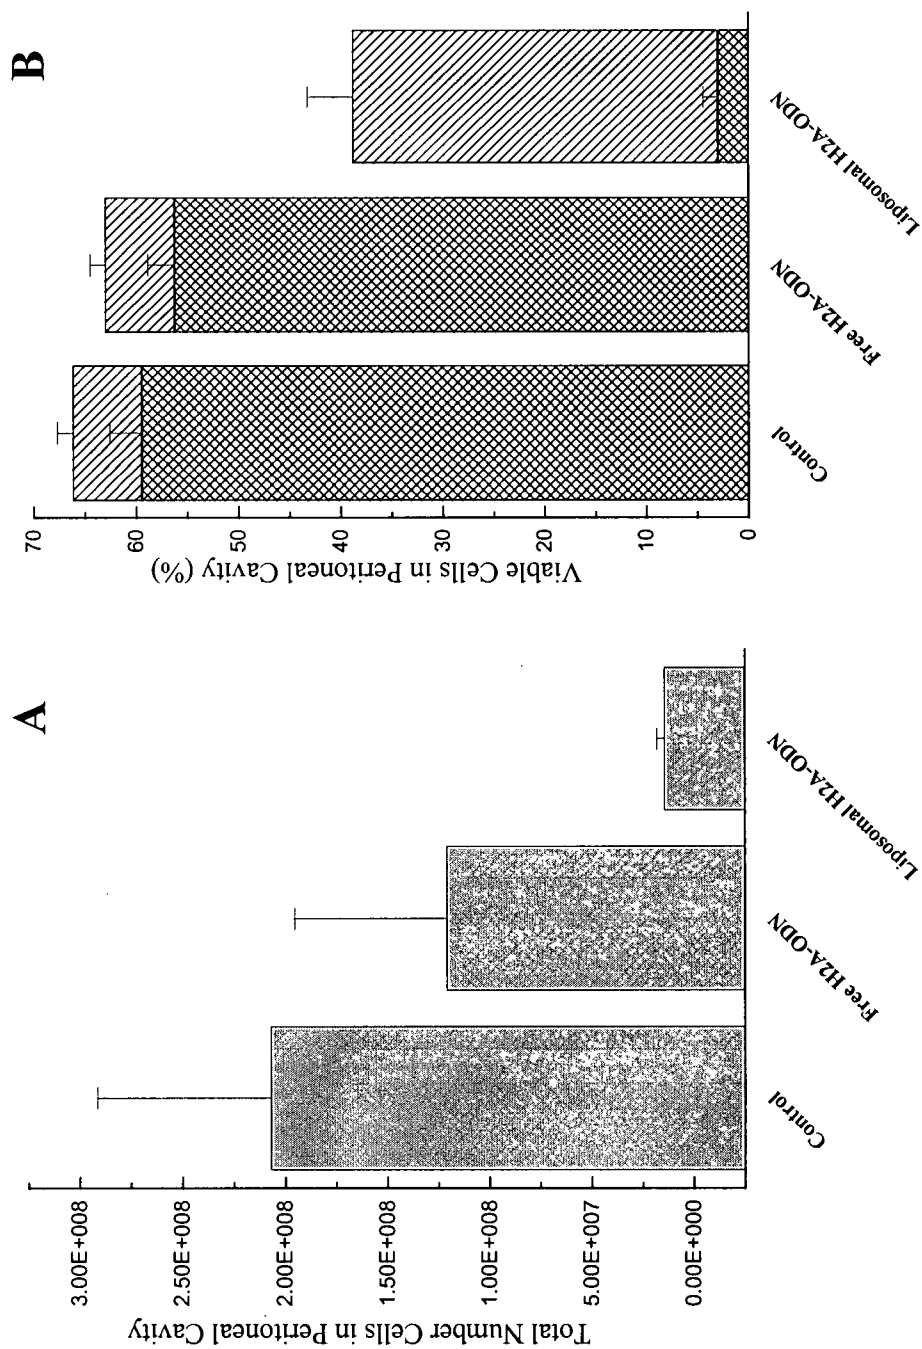 A
Total Number Cells in Peritoneal Cavity
3.00E+008
2.50E+008
2.00E+008
1.50E+008
1.00E+008
5.00E+007
0.00E+000
Control
Free H2A-ODN
Liposomal H2A-ODN
B
Viable Cells in Peritoneal Cavity (%)
70
60
50
40
30
20
10
0
Control
Free H2A-ODN
Liposomal H2A-ODN